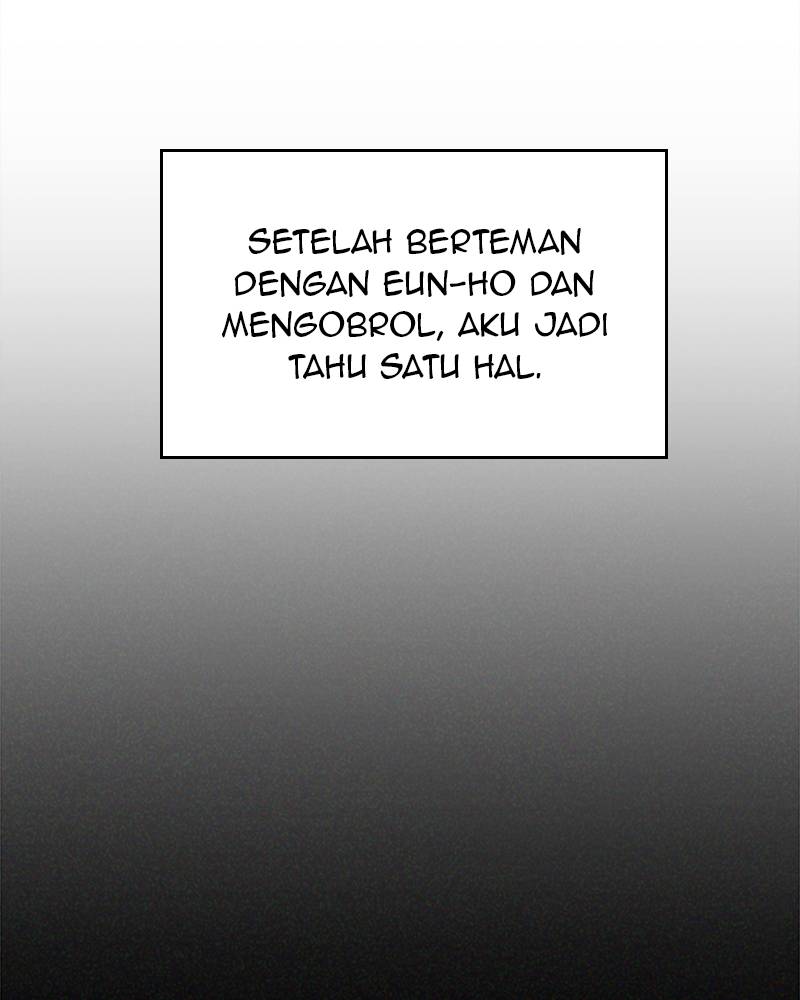 SETELAH BERTEMAN
DENGAN EUN-HO DAN
MENGOBROL, AKU JADI
TAHU SATU HAL.